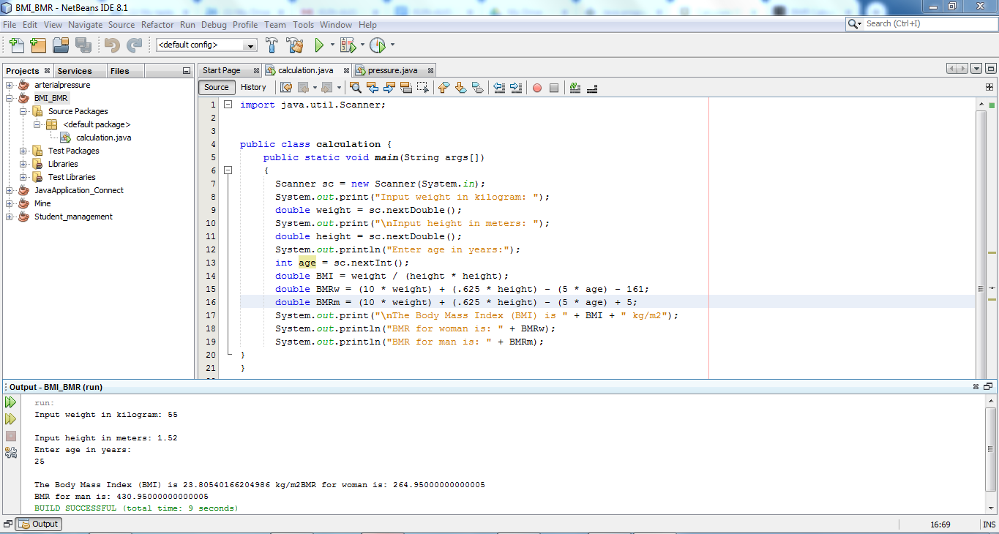 BMI_BMR - NetBeans IDE 8.1
File Edit View Navigate Source Refactor Run Debug Profile Team Tools Window Help
Search (Ctrl+I)
<default config>
Projects Services Files
arterialpressure
BMI_BMR
Source Packages
<default package>
calculation.java
Test Packages
Libraries
Test Libraries
JavaApplication_Connect
Mine
Student_management
Start Page calculation.java pressure.java
Source History
1 import java.util.Scanner;
2
3
4 public class calculation {
5 public static void main(String args[])
6 {
7 Scanner sc = new Scanner(System.in);
8 System.out.print("Input weight in kilogram: ");
9 double weight = sc.nextDouble();
10 System.out.print("\nInput height in meters: ");
11 double height = sc.nextDouble();
12 System.out.println("Enter age in years:");
13 int age = sc.nextInt();
14 double BMI = weight / (height * height);
15 double BMRw = (10 * weight) + (.625 * height) - (5 * age) - 161;
16 double BMRm = (10 * weight) + (.625 * height) - (5 * age) + 5;
17 System.out.print("\nThe Body Mass Index (BMI) is " + BMI + " kg/m2");
18 System.out.println("BMR for woman is: " + BMRw);
19 System.out.println("BMR for man is: " + BMRm);
20 }
21 }
Output - BMI_BMR (run)
run:
Input weight in kilogram: 55
Input height in meters: 1.52
Enter age in years:
25
The Body Mass Index (BMI) is 23.80540166204986 kg/m2BMR for woman is: 264.95000000000005
BMR for man is: 430.95000000000005
BUILD SUCCESSFUL (total time: 9 seconds)
Output
16:69 INS